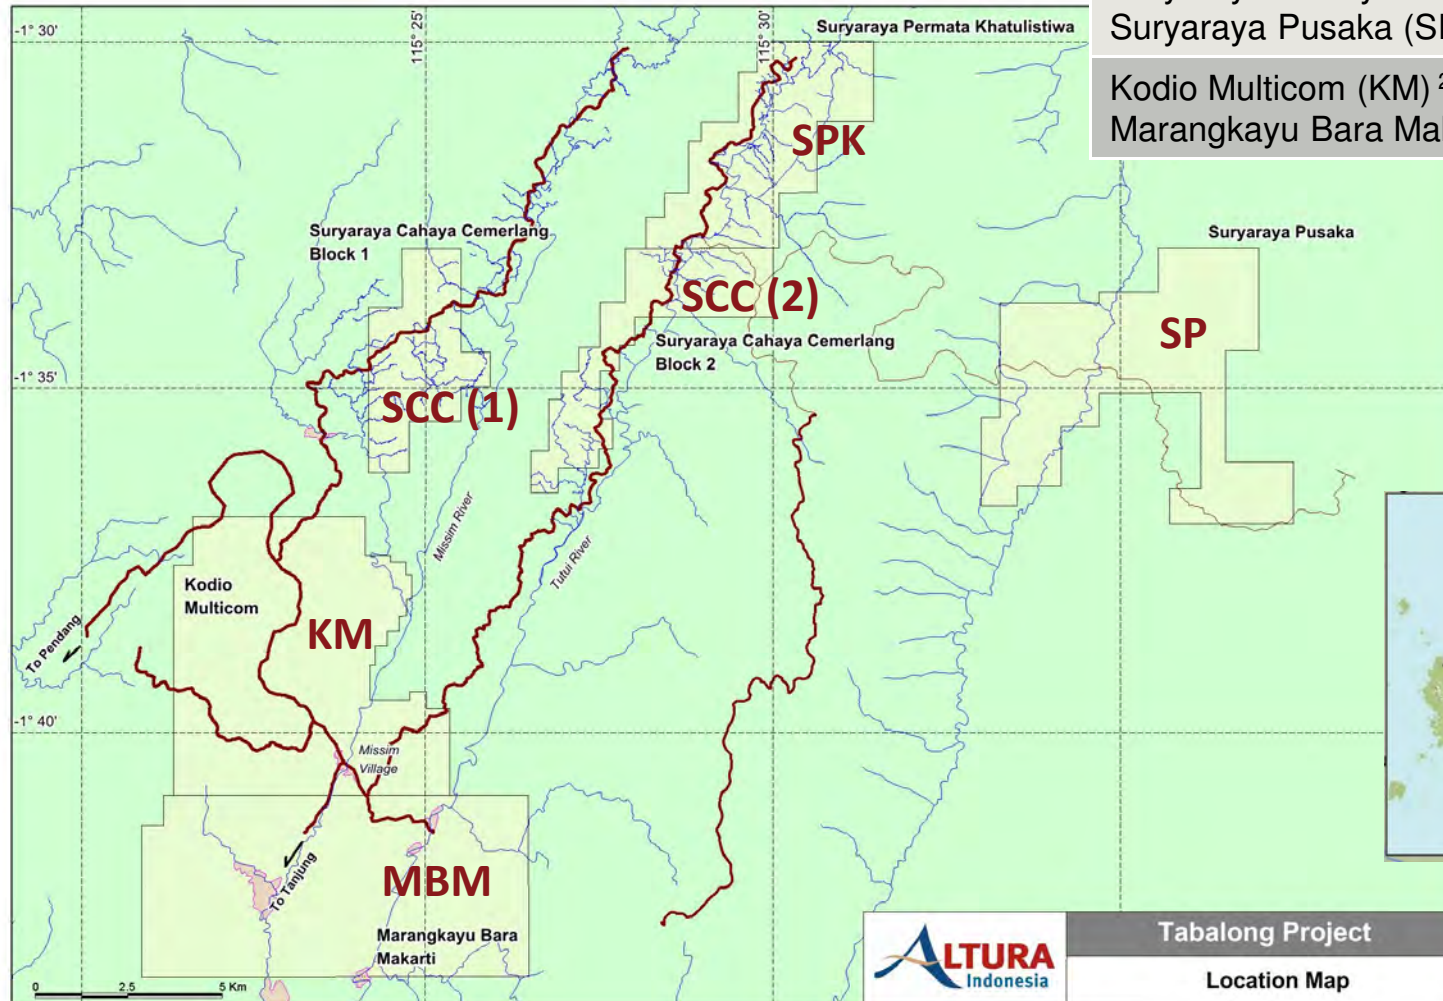 -1° 30'
115° 25'
115° 30'
Suryaraya Permata Khatulistiwa
Suryaraya Pusaka
Kodio Multicom (KM) 2
Marangkayu Bara
SPK
Suryaraya Cahaya Cemerlang
Block 1
Suryaraya Pusaka
SCC (2)
SP
Suryaraya Cahaya Cemerlang
Block 2
-1° 35'
SCC (1)
Missim River
Tutui River
Kodio
Multicom
KM
To Pendang
-1° 40'
Missim
Village
To Tanjung
MBM
Marangkayu Bara
Makarti
0 2.5 5 Km
ALTURA
Indonesia
Tabalong Project
Location Map